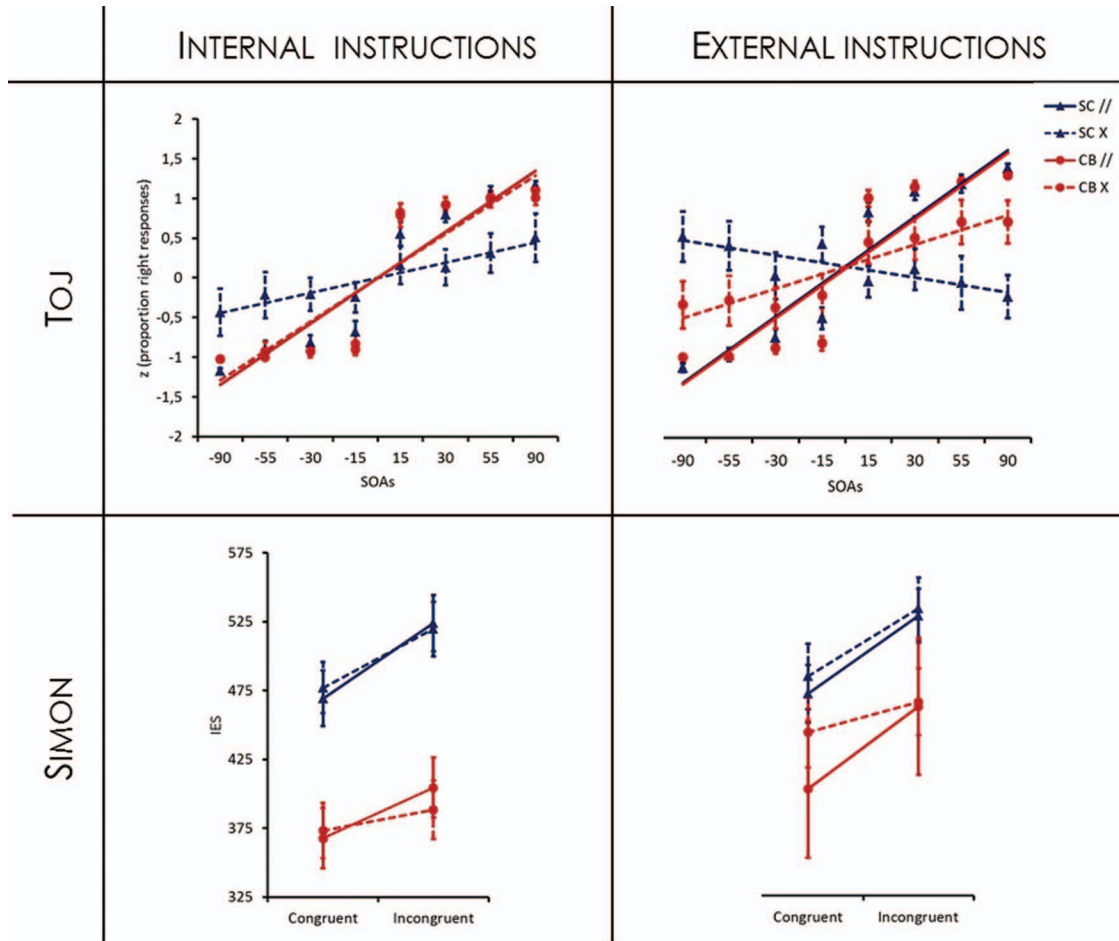 INTERNAL INSTRUCTIONS
EXTERNAL INSTRUCTIONS
TOJ
z (proportion right responses)
2
1,5
1
0,5
0
-0,5
-1
-1,5
-2
-90 -55 -30 -15 15 30 55 90
SOAs
SC //
SC X
CB //
CB X
-90 -55 -30 -15 15 30 55 90
SOAs
SIMON
IES
575
525
475
425
375
325
Congruent Incongruent
Congruent Incongruent